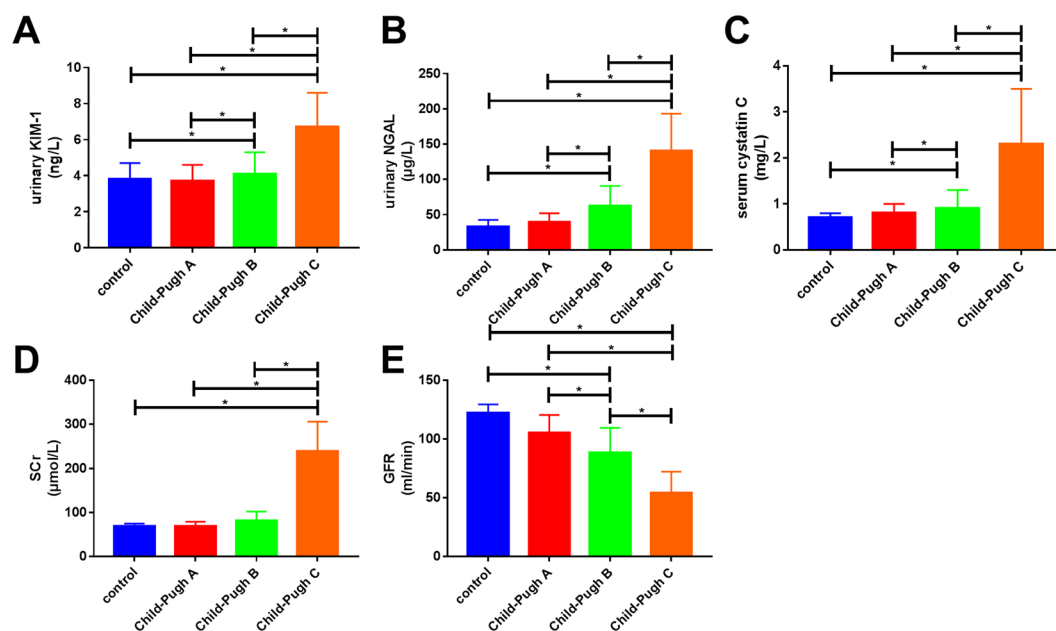 A
urinary KIM-1
(ng/L)
10
8
6
4
2
0
*
*
*
*
*
control
Child-Pugh A
Child-Pugh B
Child-Pugh C
B
urinary NGAL
(µg/L)
250
200
150
100
50
0
*
*
*
*
*
control
Child-Pugh A
Child-Pugh B
Child-Pugh C
C
serum cystatin C
(mg/L)
4
3
2
1
0
*
*
*
*
*
control
Child-Pugh A
Child-Pugh B
Child-Pugh C
D
SCr
(µmol/L)
400
300
200
100
0
*
*
*
control
Child-Pugh A
Child-Pugh B
Child-Pugh C
E
GFR
(ml/min)
150
100
50
0
*
*
*
*
*
control
Child-Pugh A
Child-Pugh B
Child-Pugh C